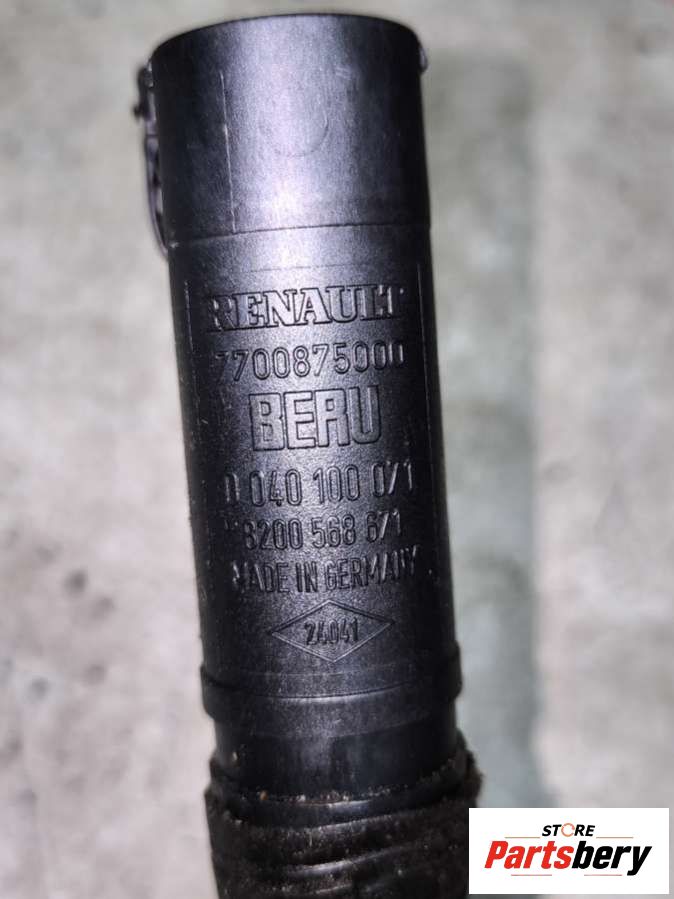 RENAULT
7700875000
BERU
0 040 100 071
8200 568 671
MADE IN GERMANY
24041
STORE
Partsbery